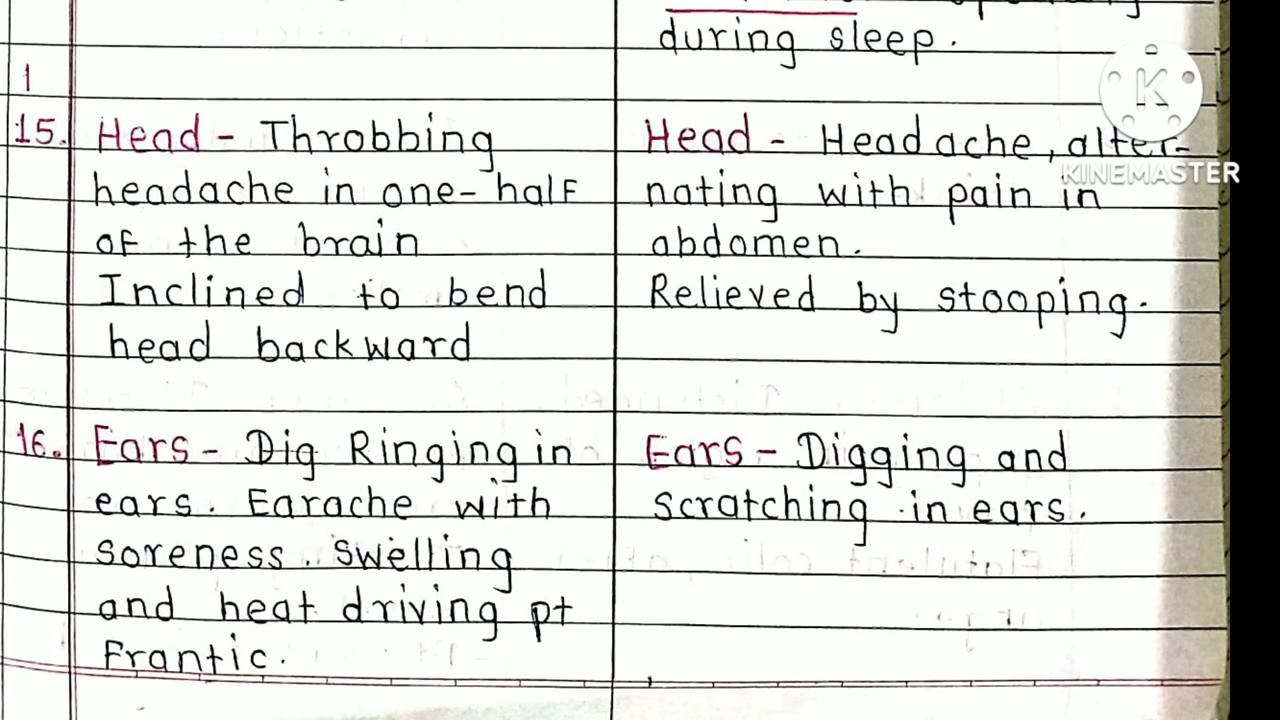 during sleep.
1
15. Head - Throbbing
headache in one-half
of the brain
Inclined to bend
head backward
Head - Headache, alter-
nating with pain in
abdomen.
Relieved by stooping.
16. Ears - Dig Ringing in
ears. Earache with
soreness. swelling
and heat driving pt
Frantic.
Ears - Digging and
scratching in ears.
K
KINEMASTER